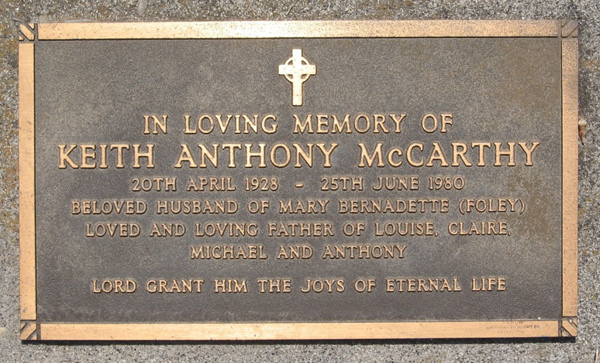 IN LOVING MEMORY OF
KEITH ANTHONY McCARTHY
20TH APRIL 1928 - 25TH JUNE 1980
BELOVED HUSBAND OF MARY BERNADETTE (FOLEY)
LOVED AND LOVING FATHER OF LOUISE, CLAIRE,
MICHAEL AND ANTHONY
LORD GRANT HIM THE JOYS OF ETERNAL LIFE